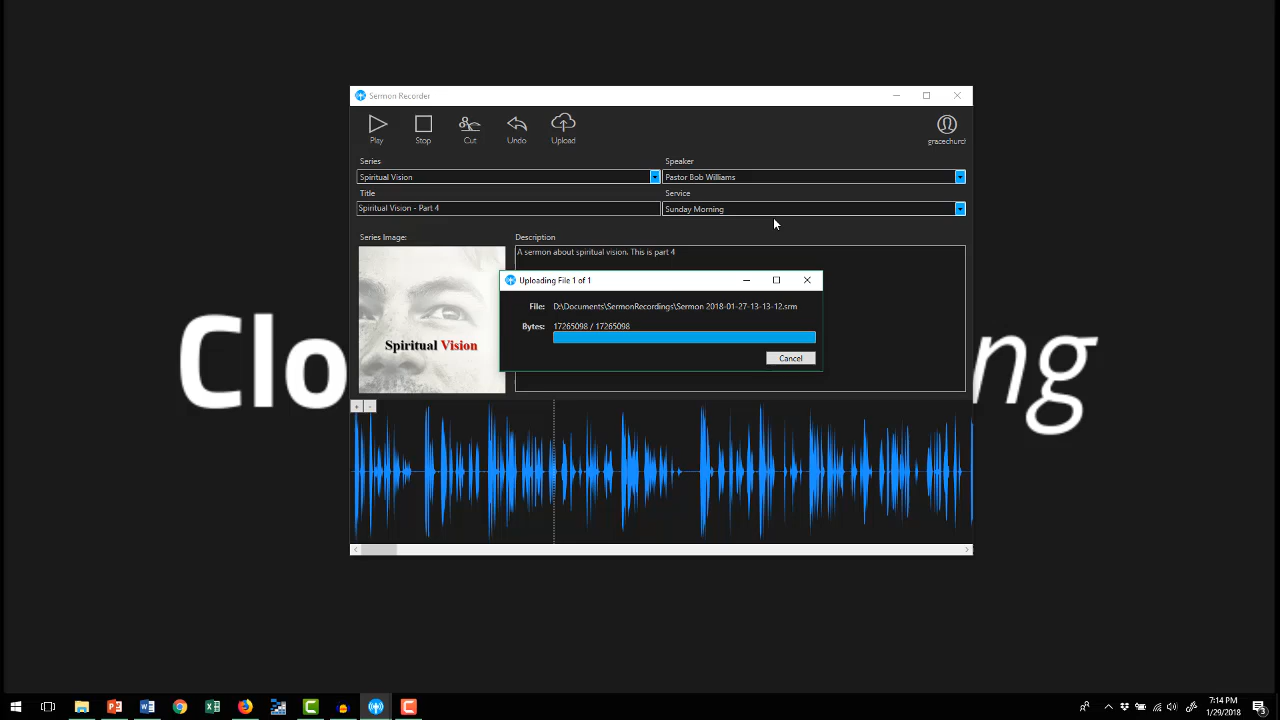 Sermon Recorder
Play
Stop
Cut
Undo
Upload
gracechurch
Series
Speaker
Spiritual Vision
Pastor Bob Williams
Title
Service
Spiritual Vision - Part 4
Sunday Morning
Series Image:
Description
A sermon about spiritual vision. This is part 4
Uploading File 1 of 1
File: D:\Documents\SermonRecordings\Sermon 2018-01-27-13-13-12.srm
Bytes: 17265098 / 17265098
Cancel
Spiritual Vision
Clo
ng
+ -
7:14 PM
1/29/2018
3